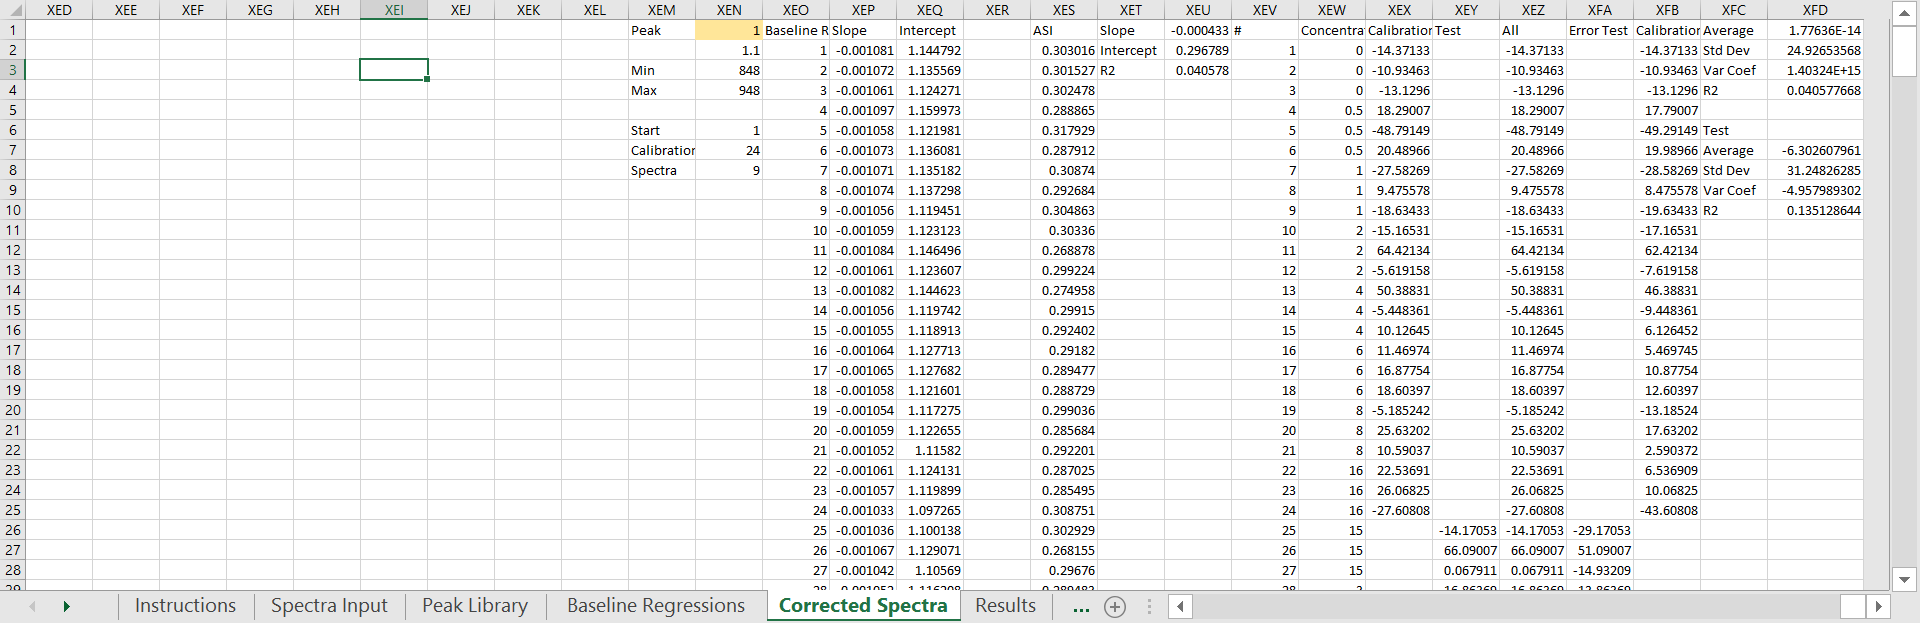 XED XEE XEF XEG XEH XEI XEJ XEK XEL XEM XEN XEO XEP XEQ XER XES XET XEU XEV XEW XEX XEY XEZ XFA XFB XFC XFD
1 Peak 1 Baseline R Slope Intercept ASI Slope -0.000433 # Concentra Calibration Test All Error Test Calibration Average 1.77636E-14
2 1.1 1 -0.001081 1.144792 0.303016 Intercept 0.296789 1 0 -14.37133 -14.37133 -14.37133 Std Dev 24.92653568
3 Min 848 2 -0.001072 1.135569 0.301527 R2 0.040578 2 0 -10.93463 -10.93463 -10.93463 Var Coef 1.40324E+15
4 Max 948 3 -0.001061 1.124271 0.302478 3 0 -13.1296 -13.1296 -13.1296 R2 0.040577668
5 4 -0.001097 1.159973 0.288865 4 0.5 18.29007 18.29007 17.79007
6 Start 1 5 -0.001058 1.121981 0.317929 5 0.5 -48.79149 -48.79149 -49.29149 Test
7 Calibration 24 6 -0.001073 1.136081 0.287912 6 0.5 20.48966 20.48966 19.98966 Average -6.302607961
8 Spectra 9 7 -0.001071 1.135182 0.30874 7 1 -27.58269 -27.58269 -28.58269 Std Dev 31.24826285
9 8 -0.001074 1.137298 0.292684 8 1 9.475578 9.475578 8.475578 Var Coef -4.957989302
10 9 -0.001056 1.119451 0.304863 9 1 -18.63433 -18.63433 -19.63433 R2 0.135128644
11 10 -0.001059 1.123123 0.30336 10 2 -15.16531 -15.16531 -17.16531
12 11 -0.001084 1.146496 0.268878 11 2 64.42134 64.42134 62.42134
13 12 -0.001061 1.123607 0.299224 12 2 -5.619158 -5.619158 -7.619158
14 13 -0.001082 1.144623 0.274958 13 4 50.38831 50.38831 46.38831
15 14 -0.001056 1.119742 0.29915 14 4 -5.448361 -5.448361 -9.448361
16 15 -0.001055 1.118913 0.292402 15 4 10.12645 10.12645 6.126452
17 16 -0.001064 1.127713 0.29182 16 6 11.46974 11.46974 5.469745
18 17 -0.001065 1.127682 0.289477 17 6 16.87754 16.87754 10.87754
19 18 -0.001058 1.121601 0.288729 18 6 18.60397 18.60397 12.60397
20 19 -0.001054 1.117275 0.299036 19 8 -5.185242 -5.185242 -13.18524
21 20 -0.001059 1.122655 0.285684 20 8 25.63202 25.63202 17.63202
22 21 -0.001052 1.11582 0.292201 21 8 10.59037 10.59037 2.590372
23 22 -0.001061 1.124131 0.287025 22 16 22.53691 22.53691 6.536909
24 23 -0.001057 1.119899 0.285495 23 16 26.06825 26.06825 10.06825
25 24 -0.001033 1.097265 0.308751 24 16 -27.60808 -27.60808 -43.60808
26 25 -0.001036 1.100138 0.302929 25 15 -14.17053 -14.17053 -29.17053
27 26 -0.001067 1.129071 0.268155 26 15 66.09007 66.09007 51.09007
28 27 -0.001042 1.10569 0.29676 27 15 0.067911 0.067911 -14.93209
Instructions Spectra Input Peak Library Baseline Regressions Corrected Spectra Results ...